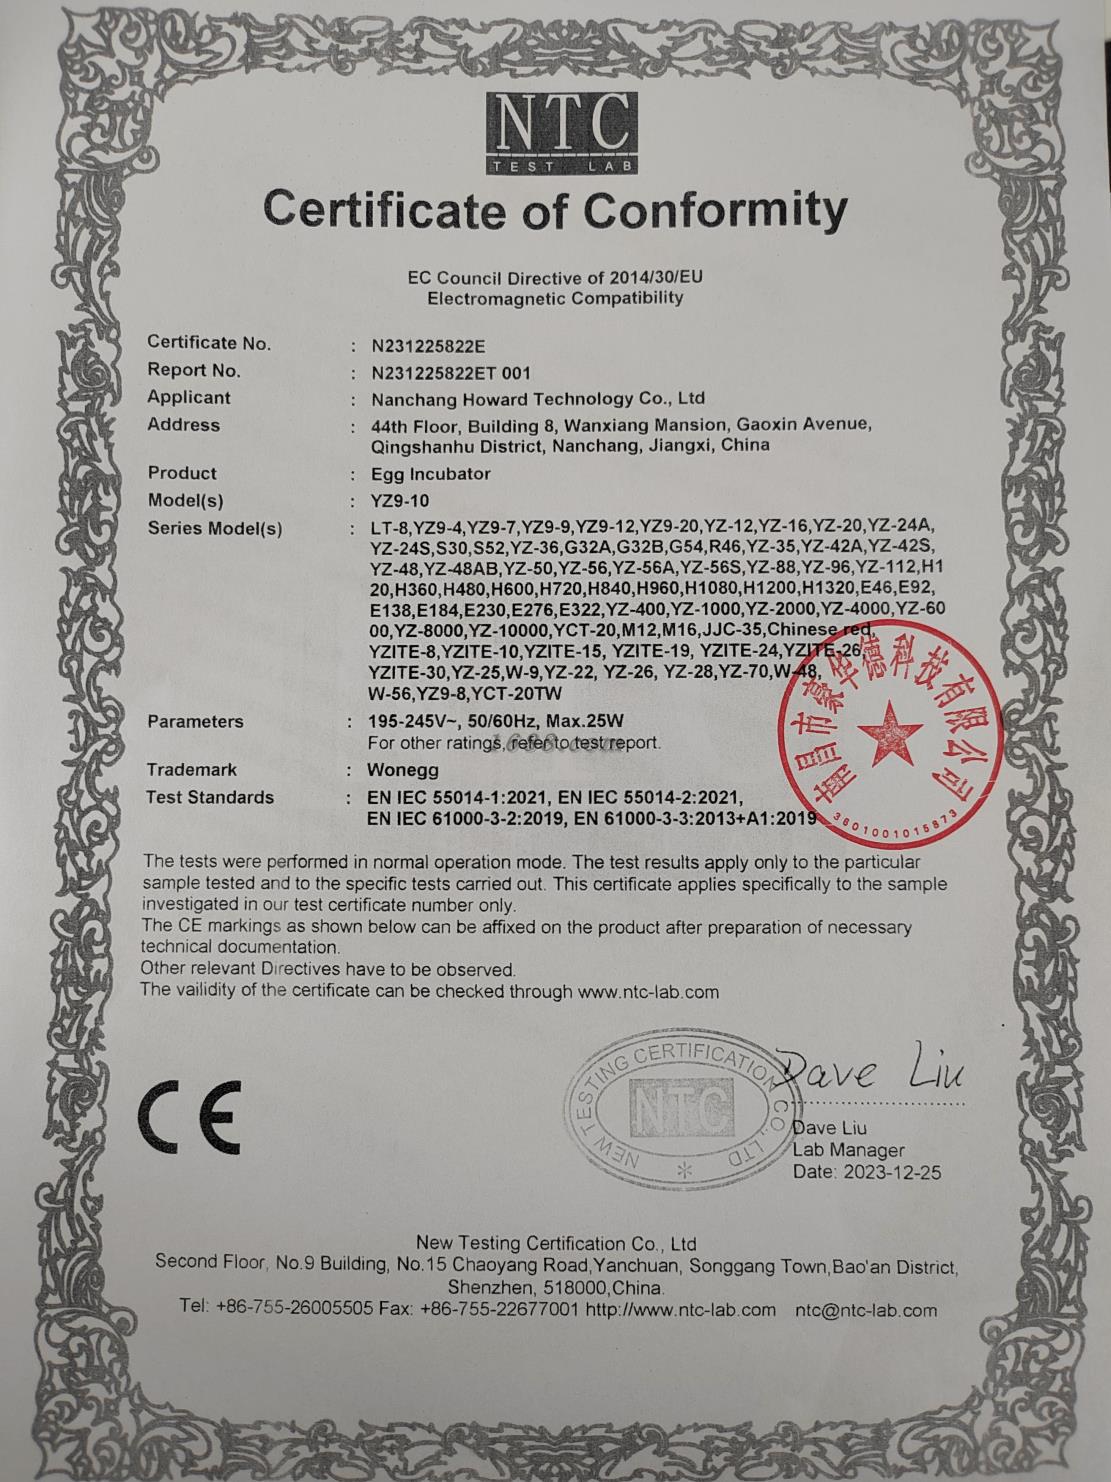 NTC
TEST LAB
Certificate of Conformity
EC Council Directive of 2014/30/EU
Electromagnetic Compatibility
Certificate No. : N231225822E
Report No. : N231225822ET 001
Applicant : Nanchang Howard Technology Co., Ltd
Address : 44th Floor, Building 8, Wanxiang Mansion, Gaoxin Avenue,
Qingshanhu District, Nanchang, Jiangxi, China
Product : Egg Incubator
Model(s) : YZ9-10
Series Model(s) : LT-8,YZ9-4,YZ9-7,YZ9-9,YZ9-12,YZ9-20,YZ-12,YZ-16,YZ-20,YZ-24A,
YZ-24S,S30,S52,YZ-36,G32A,G32B,G54,R46,YZ-35,YZ-42A,YZ-42S,
YZ-48,YZ-48AB,YZ-50,YZ-56,YZ-56A,YZ-56S,YZ-88,YZ-96,YZ-112,H1
20,H360,H480,H600,H720,H840,H960,H1080,H1200,H1320,E46,E92,
E138,E184,E230,E276,E322,YZ-400,YZ-1000,YZ-2000,YZ-4000,YZ-60
00,YZ-8000,YZ-10000,YCT-20,M12,M16,JJC-35,Chinese red,
YZITE-8,YZITE-10,YZITE-15, YZITE-19, YZITE-24,YZITE-26,
YZITE-30,YZ-25,W-9,YZ-22, YZ-26, YZ-28,YZ-70,W-48,
W-56,YZ9-8,YCT-20TW
南昌市豪华德科技有限公司
3601001015873
Parameters : 195-245V~, 50/60Hz, Max.25W
For other ratings, refer to test report.
1688.com
Trademark : Wonegg
Test Standards : EN IEC 55014-1:2021, EN IEC 55014-2:2021,
EN IEC 61000-3-2:2019, EN 61000-3-3:2013+A1:2019
The tests were performed in normal operation mode. The test results apply only to the particular
sample tested and to the specific tests carried out. This certificate applies specifically to the sample
investigated in our test certificate number only.
The CE markings as shown below can be affixed on the product after preparation of necessary
technical documentation.
Other relevant Directives have to be observed.
The vailidity of the certificate can be checked through www.ntc-lab.com
CE
NEW TESTING CERTIFICATION CO., LTD
NTC
Dave Liu
Dave Liu
Lab Manager
Date: 2023-12-25
New Testing Certification Co., Ltd
Second Floor, No.9 Building, No.15 Chaoyang Road,Yanchuan, Songgang Town,Bao'an District,
Shenzhen, 518000,China.
Tel: +86-755-26005505 Fax: +86-755-22677001 http://www.ntc-lab.com ntc@ntc-lab.com